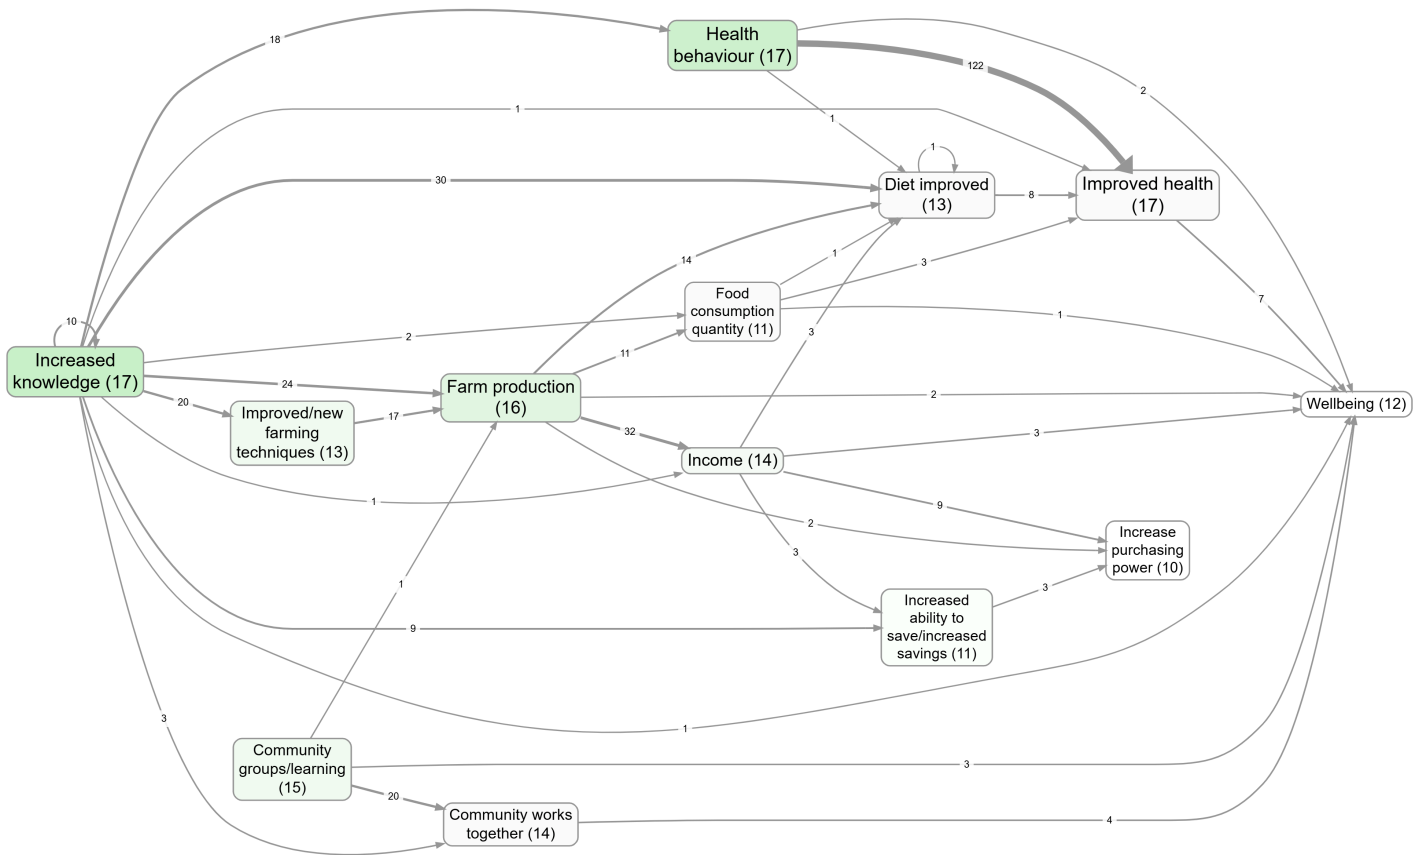 Health
behaviour (17)
18
122
2
1
1
1
30
Diet improved
(13)
8
Improved health
(17)
14
1
3
7
Food
consumption
quantity (11)
10
2
11
3
1
Increased
knowledge (17)
24
20
Improved/new
farming
techniques (13)
17
Farm production
(16)
2
Wellbeing (12)
32
3
Income (14)
1
9
2
3
Increase
purchasing
power (10)
1
3
Increased
ability to
save/increased
savings (11)
9
3
1
Community
groups/learning
(15)
3
20
Community works
together (14)
4